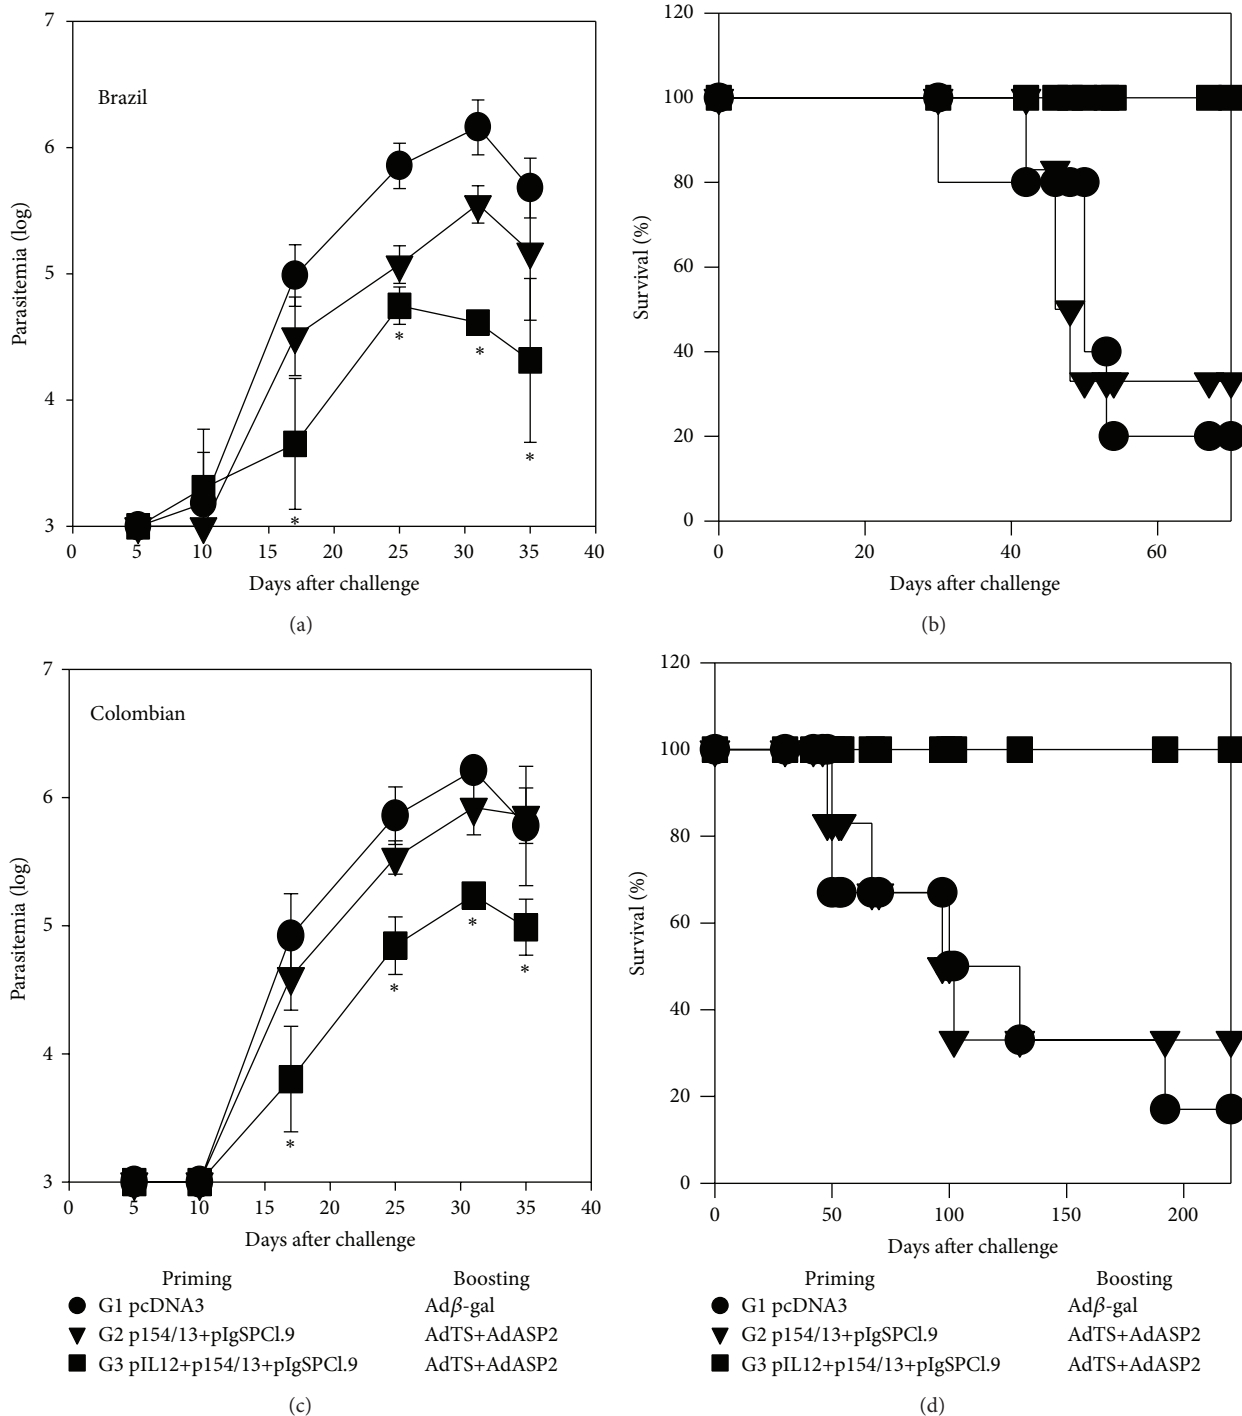 7
6
5
4
3
Parasitemia (log)
Brazil
*
*
*
*
0
5
10
15
20
25
30
35
40
Days after challenge
(a)
120
100
80
60
40
20
0
Survival (%)
0
20
40
60
Days after challenge
(b)
7
6
5
4
3
Parasitemia (log)
Colombian
*
*
*
*
0
5
10
15
20
25
30
35
40
Days after challenge
Priming Boosting
G1 pcDNA3 Adβ-gal
G2 p154/13+pIgSPCl.9 AdTS+AdASP2
G3 pIL12+p154/13+pIgSPCl.9 AdTS+AdASP2
(c)
120
100
80
60
40
20
0
Survival (%)
0
50
100
150
200
Days after challenge
Priming Boosting
G1 pcDNA3 Adβ-gal
G2 p154/13+pIgSPCl.9 AdTS+AdASP2
G3 pIL12+p154/13+pIgSPCl.9 AdTS+AdASP2
(d)